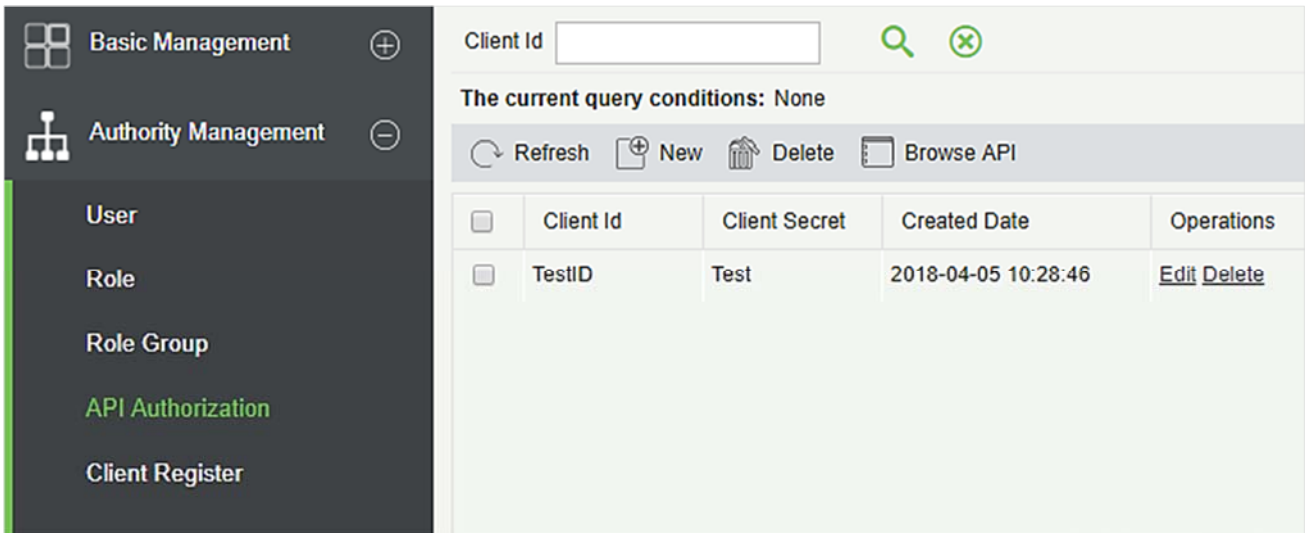 Basic Management
Authority Management
User
Role
Role Group
API Authorization
Client Register
Client Id
The current query conditions: None
Refresh New Delete Browse API
Client Id Client Secret Created Date Operations
TestID Test 2018-04-05 10:28:46 Edit Delete